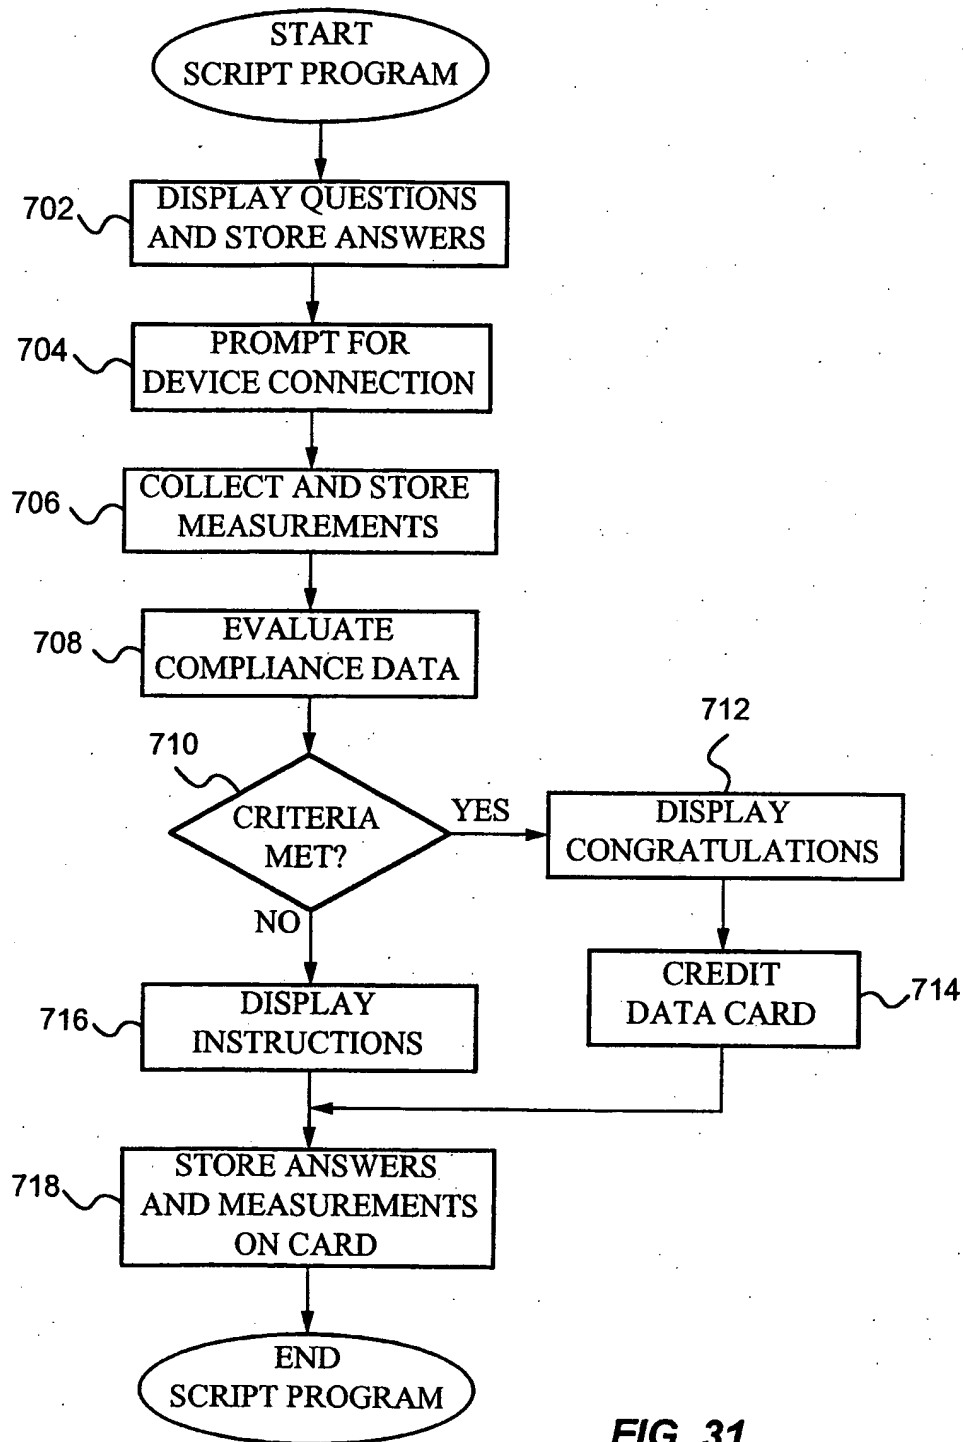 START
SCRIPT PROGRAM
702
DISPLAY QUESTIONS
AND STORE ANSWERS
704
PROMPT FOR
DEVICE CONNECTION
706
COLLECT AND STORE
MEASUREMENTS
708
EVALUATE
COMPLIANCE DATA
710
CRITERIA
MET?
YES
712
DISPLAY
CONGRATULATIONS
NO
CREDIT
DATA CARD
714
716
DISPLAY
INSTRUCTIONS
718
STORE ANSWERS
AND MEASUREMENTS
ON CARD
END
SCRIPT PROGRAM
FIG. 31